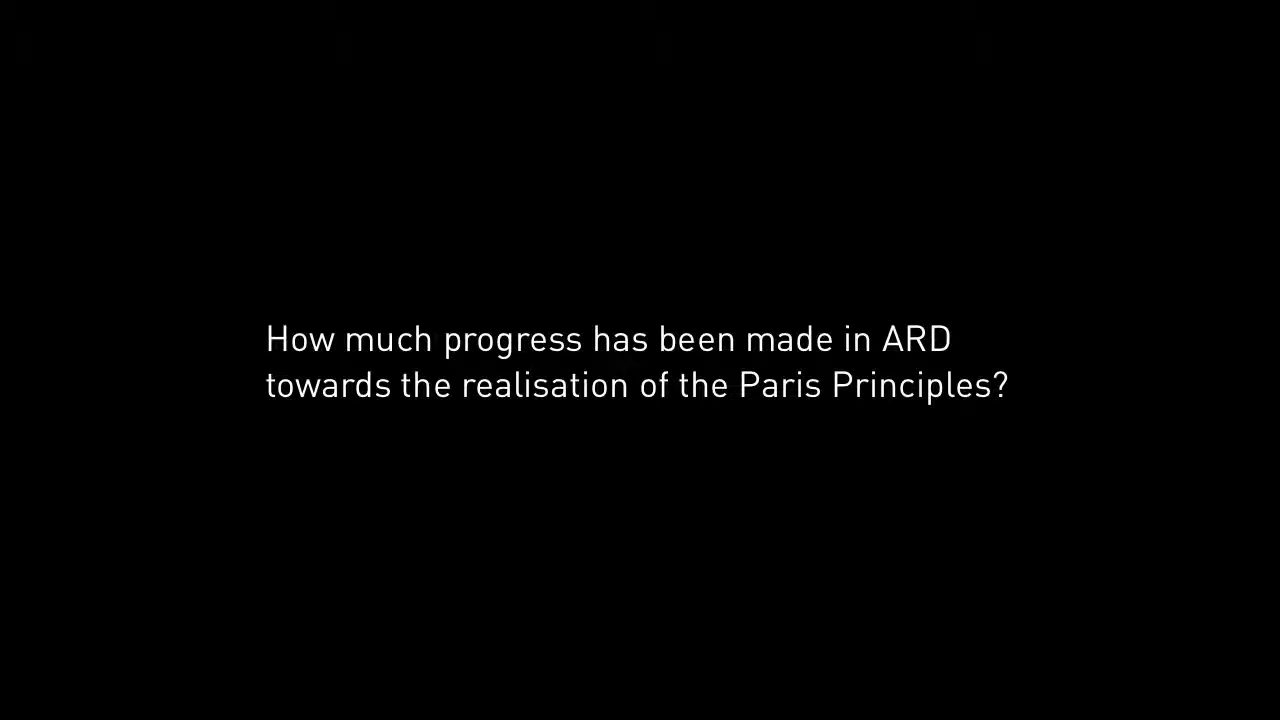 How much progress has been made in ARD
towards the realisation of the Paris Principles?